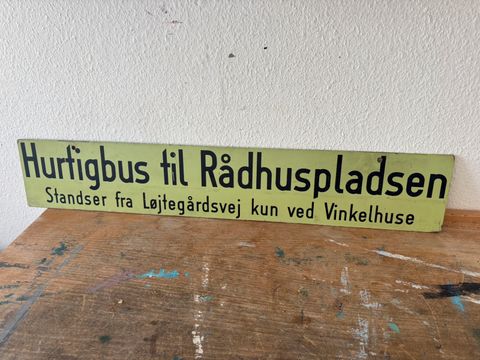 Hurtigbus til Rådhuspladsen
Standser fra Løjtegårdsvej kun ved Vinkelhuse